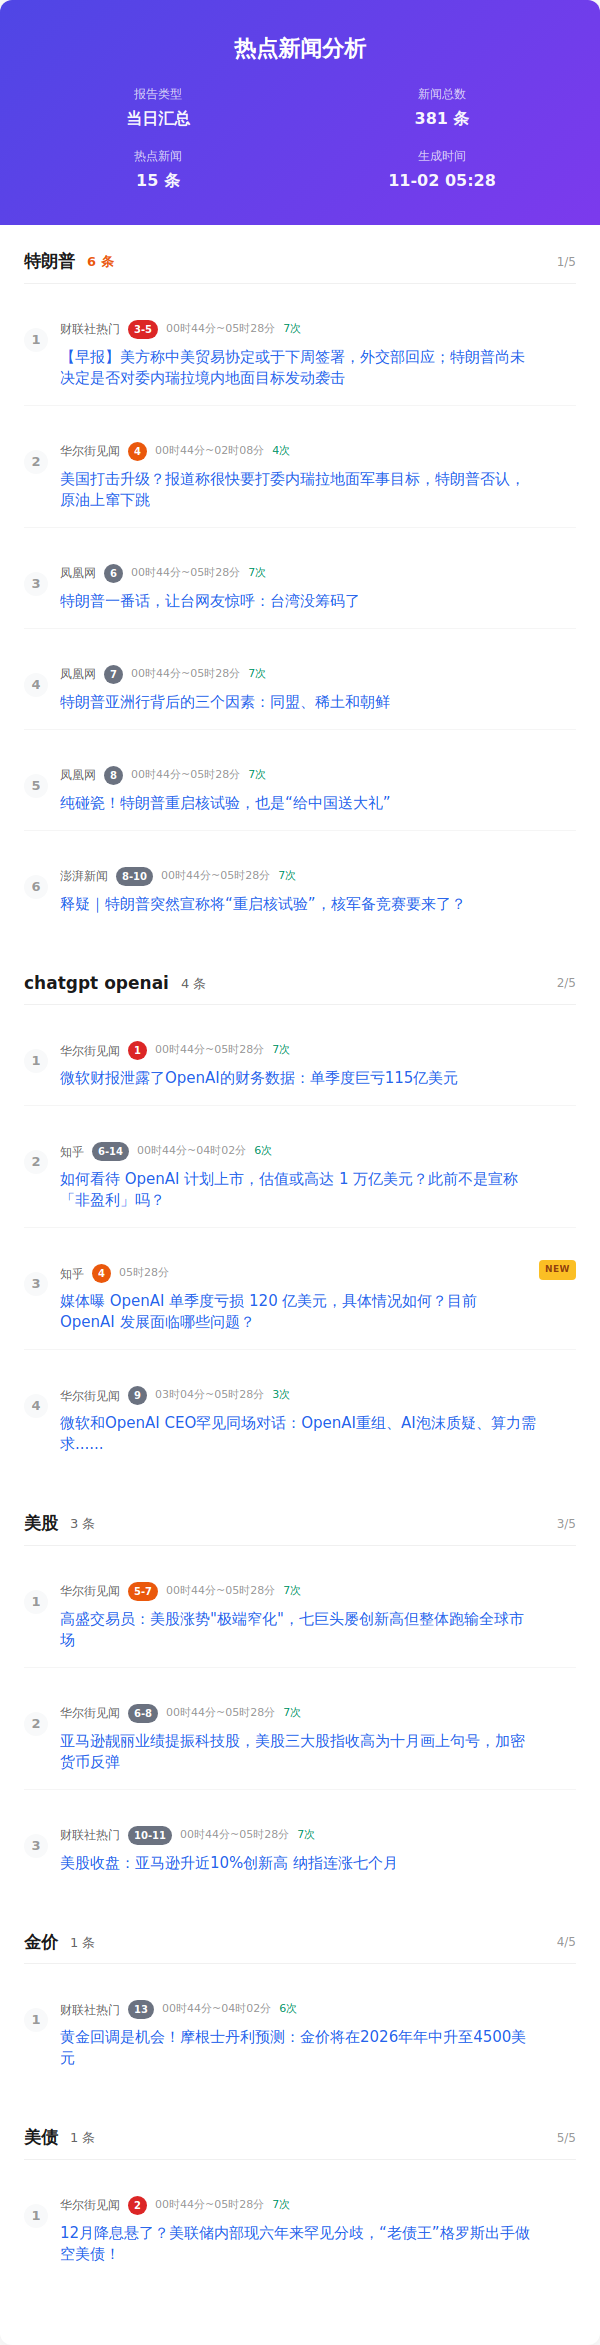 热点新闻分析
报告类型
当日汇总
新闻总数
381 条
热点新闻
15 条
生成时间
11-02 05:28
特朗普 6 条 1/5
1 财联社热门 3-5 00时44分~05时28分 7次
【早报】美方称中美贸易协定或于下周签署，外交部回应；特朗普尚未
决定是否对委内瑞拉境内地面目标发动袭击
2 华尔街见闻 4 00时44分~02时08分 4次
美国打击升级？报道称很快要打委内瑞拉地面军事目标，特朗普否认，
原油上窜下跳
3 凤凰网 6 00时44分~05时28分 7次
特朗普一番话，让台网友惊呼：台湾没筹码了
4 凤凰网 7 00时44分~05时28分 7次
特朗普亚洲行背后的三个因素：同盟、稀土和朝鲜
5 凤凰网 8 00时44分~05时28分 7次
纯碰瓷！特朗普重启核试验，也是“给中国送大礼”
6 澎湃新闻 8-10 00时44分~05时28分 7次
释疑｜特朗普突然宣称将“重启核试验”，核军备竞赛要来了？
chatgpt openai 4 条 2/5
1 华尔街见闻 1 00时44分~05时28分 7次
微软财报泄露了OpenAI的财务数据：单季度巨亏115亿美元
2 知乎 6-14 00时44分~04时02分 6次
如何看待 OpenAI 计划上市，估值或高达 1 万亿美元？此前不是宣称
「非盈利」吗？
3 知乎 4 05时28分 NEW
媒体曝 OpenAI 单季度亏损 120 亿美元，具体情况如何？目前
OpenAI 发展面临哪些问题？
4 华尔街见闻 9 03时04分~05时28分 3次
微软和OpenAI CEO罕见同场对话：OpenAI重组、AI泡沫质疑、算力需
求……
美股 3 条 3/5
1 华尔街见闻 5-7 00时44分~05时28分 7次
高盛交易员：美股涨势"极端窄化"，七巨头屡创新高但整体跑输全球市
场
2 华尔街见闻 6-8 00时44分~05时28分 7次
亚马逊靓丽业绩提振科技股，美股三大股指收高为十月画上句号，加密
货币反弹
3 财联社热门 10-11 00时44分~05时28分 7次
美股收盘：亚马逊升近10%创新高 纳指连涨七个月
金价 1 条 4/5
1 财联社热门 13 00时44分~04时02分 6次
黄金回调是机会！摩根士丹利预测：金价将在2026年年中升至4500美
元
美债 1 条 5/5
1 华尔街见闻 2 00时44分~05时28分 7次
12月降息悬了？美联储内部现六年来罕见分歧，“老债王”格罗斯出手做
空美债！